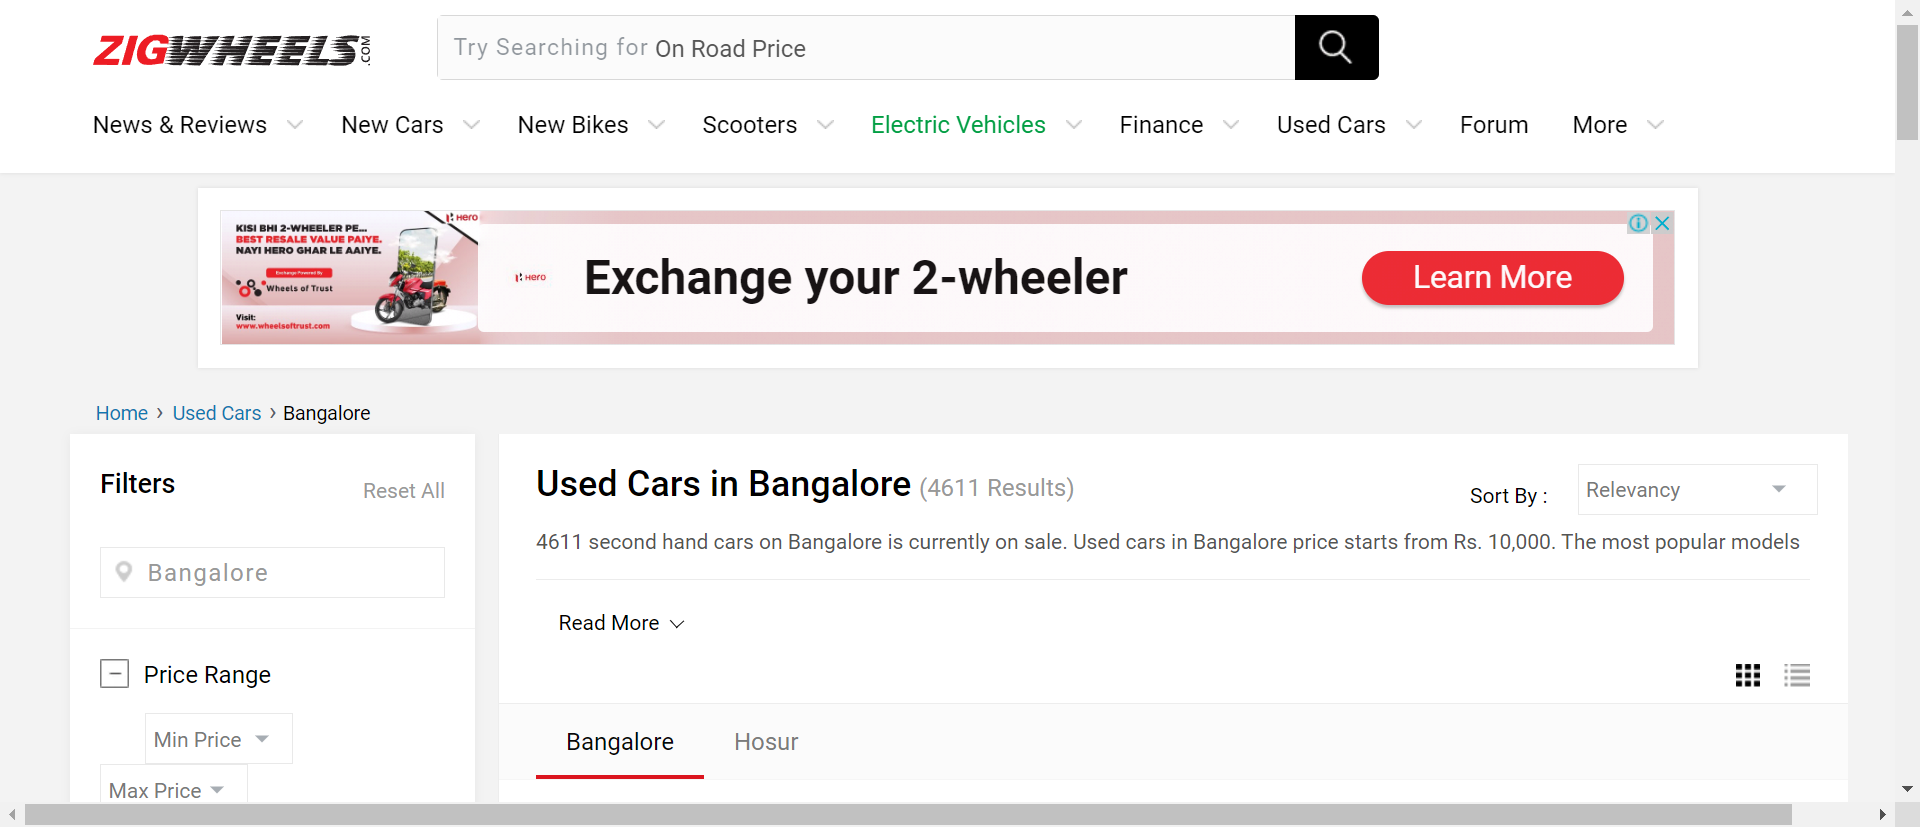 ZIGWHEELS.COM
Try Searching for On Road Price
News & Reviews New Cars New Bikes Scooters Electric Vehicles Finance Used Cars Forum More
KISI BHI 2-WHEELER PE...
BEST RESALE VALUE PAIYE.
NAYI HERO GHAR LE AAIYE.
Hero
Exchange Powered By
Wheels of Trust
Visit:
www.wheelsoftrust.com
Hero
Exchange your 2-wheeler
Learn More
Home › Used Cars › Bangalore
Filters
Reset All
Bangalore
Price Range
Min Price
Max Price
Used Cars in Bangalore (4611 Results)
Sort By :
Relevancy
4611 second hand cars on Bangalore is currently on sale. Used cars in Bangalore price starts from Rs. 10,000. The most popular models
Read More
Bangalore Hosur